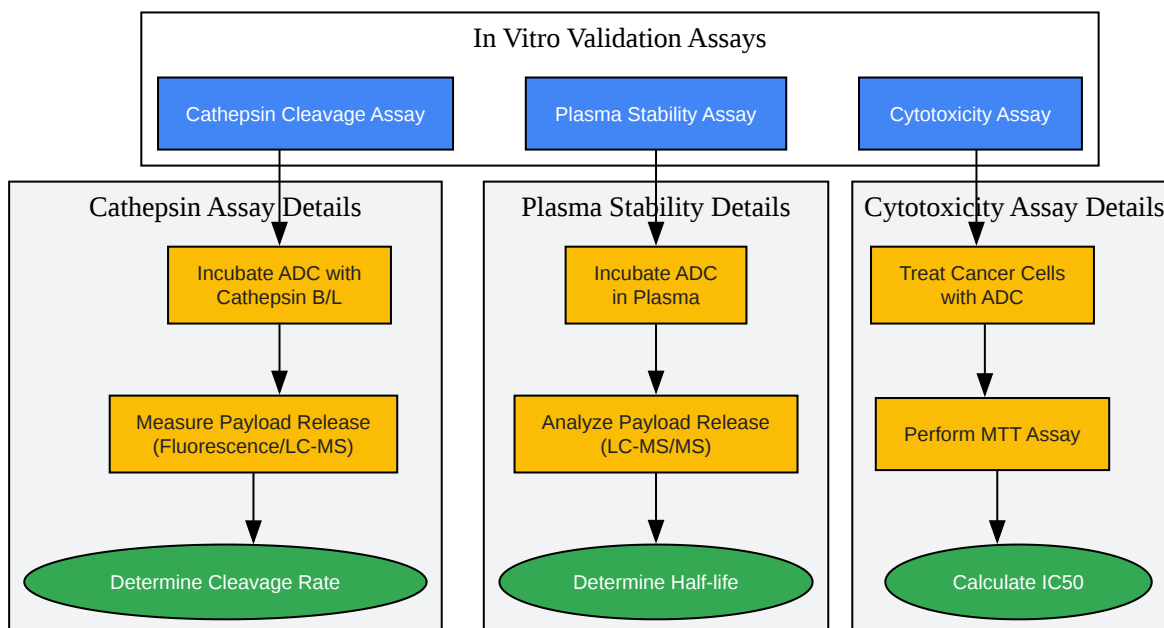 In Vitro Validation Assays
Cathepsin Cleavage Assay
Plasma Stability Assay
Cytotoxicity Assay
Cathepsin Assay Details
Incubate ADC with
Cathepsin B/L
Measure Payload Release
(Fluorescence/LC-MS)
Determine Cleavage Rate
Plasma Stability Details
Incubate ADC
in Plasma
Analyze Payload Release
(LC-MS/MS)
Determine Half-life
Cytotoxicity Assay Details
Treat Cancer Cells
with ADC
Perform MTT Assay
Calculate IC50